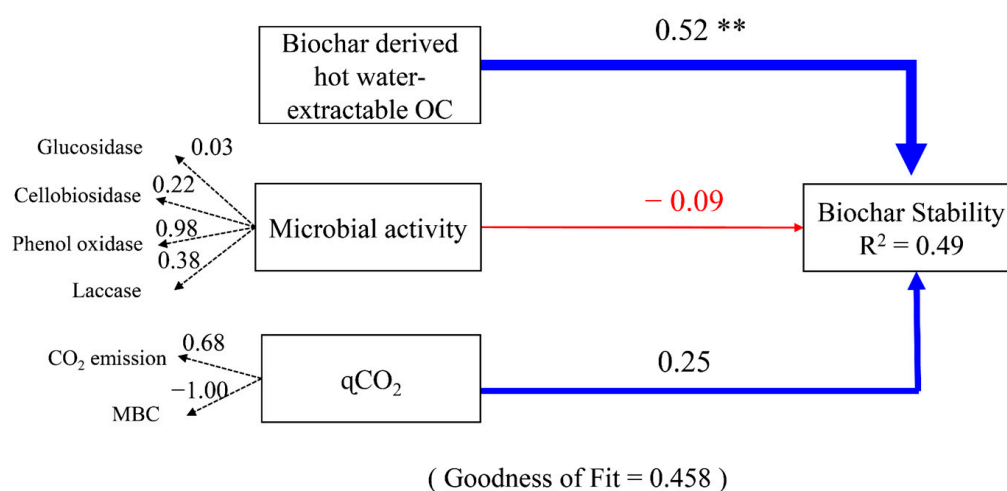 Biochar derived
hot water-
extractable OC
0.52 **
Glucosidase
0.03
Cellobiosidase
0.22
Phenol oxidase
0.98
Laccase
0.38
Microbial activity
− 0.09
Biochar Stability
R² = 0.49
CO₂ emission
0.68
MBC
−1.00
qCO₂
0.25
( Goodness of Fit = 0.458 )